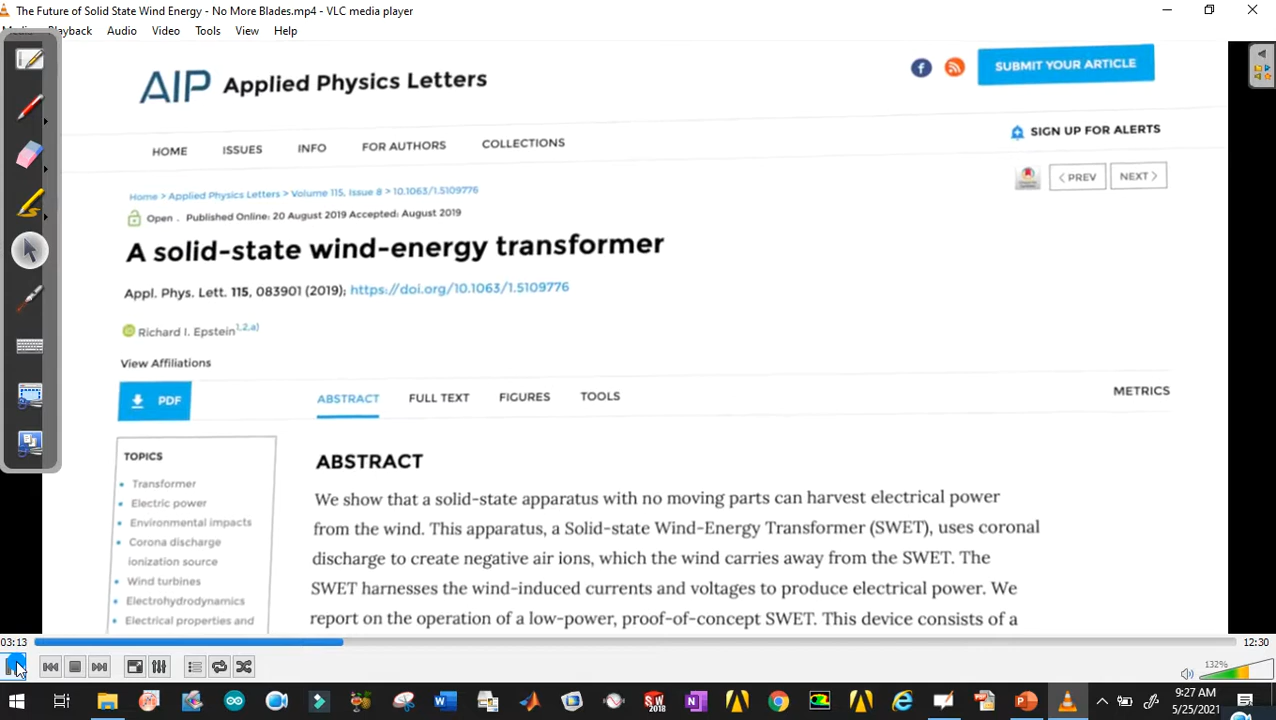 The Future of Solid State Wind Energy - No More Blades.mp4 - VLC media player
Playback Audio Video Tools View Help
AIP Applied Physics Letters
SUBMIT YOUR ARTICLE
HOME ISSUES INFO FOR AUTHORS COLLECTIONS
SIGN UP FOR ALERTS
Home > Applied Physics Letters > Volume 115, Issue 8 > 10.1063/1.5109776
< PREV NEXT >
Open . Published Online: 20 August 2019 Accepted: August 2019
A solid-state wind-energy transformer
Appl. Phys. Lett. 115, 083901 (2019); https://doi.org/10.1063/1.5109776
Richard I. Epstein1,2,a)
View Affiliations
PDF
ABSTRACT FULL TEXT FIGURES TOOLS METRICS
TOPICS
Transformer
Electric power
Environmental impacts
Corona discharge
ionization source
Wind turbines
Electrohydrodynamics
Electrical properties and
ABSTRACT
We show that a solid-state apparatus with no moving parts can harvest electrical power
from the wind. This apparatus, a Solid-state Wind-Energy Transformer (SWET), uses coronal
discharge to create negative air ions, which the wind carries away from the SWET. The
SWET harnesses the wind-induced currents and voltages to produce electrical power. We
report on the operation of a low-power, proof-of-concept SWET. This device consists of a
03:13
12:30
132%
9:27 AM
5/25/2021